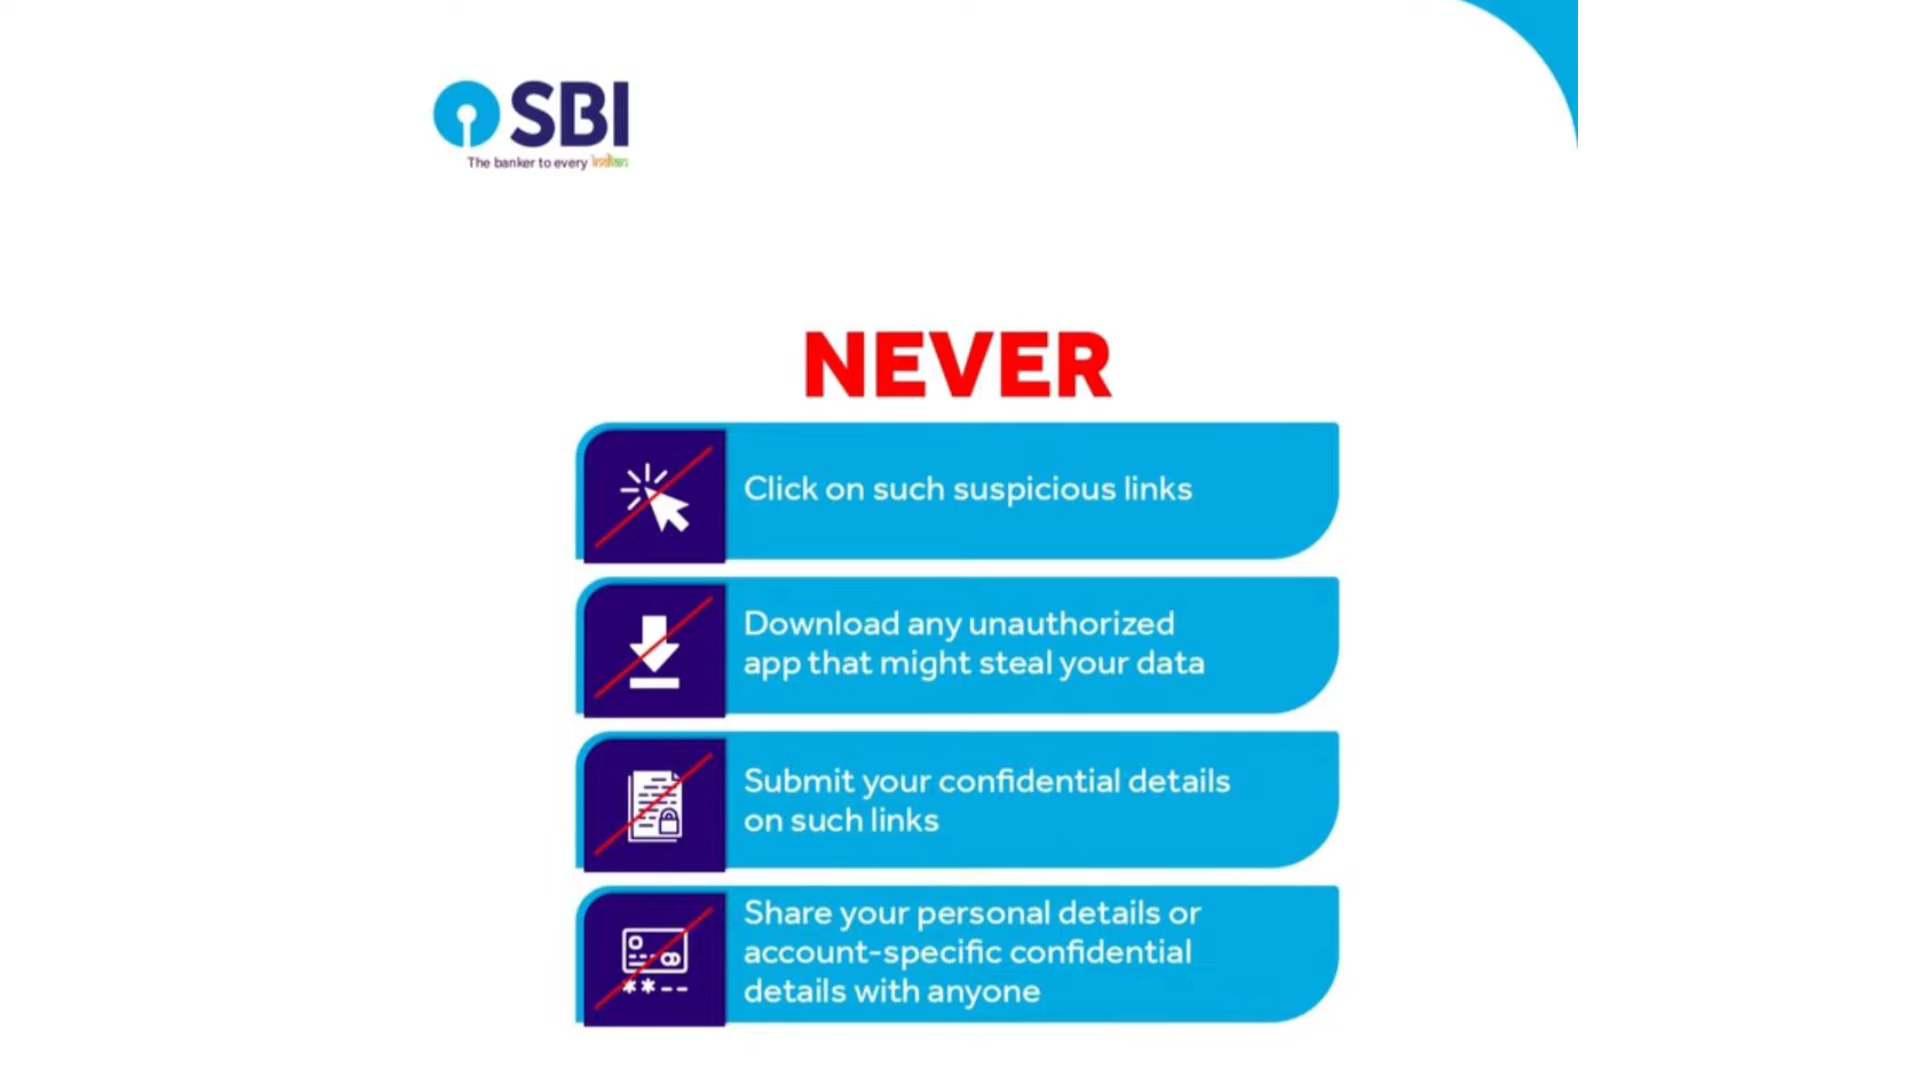 SBI
The banker to every indian
NEVER
Click on such suspicious links
Download any unauthorized
app that might steal your data
Submit your confidential details
on such links
Share your personal details or
account-specific confidential
details with anyone